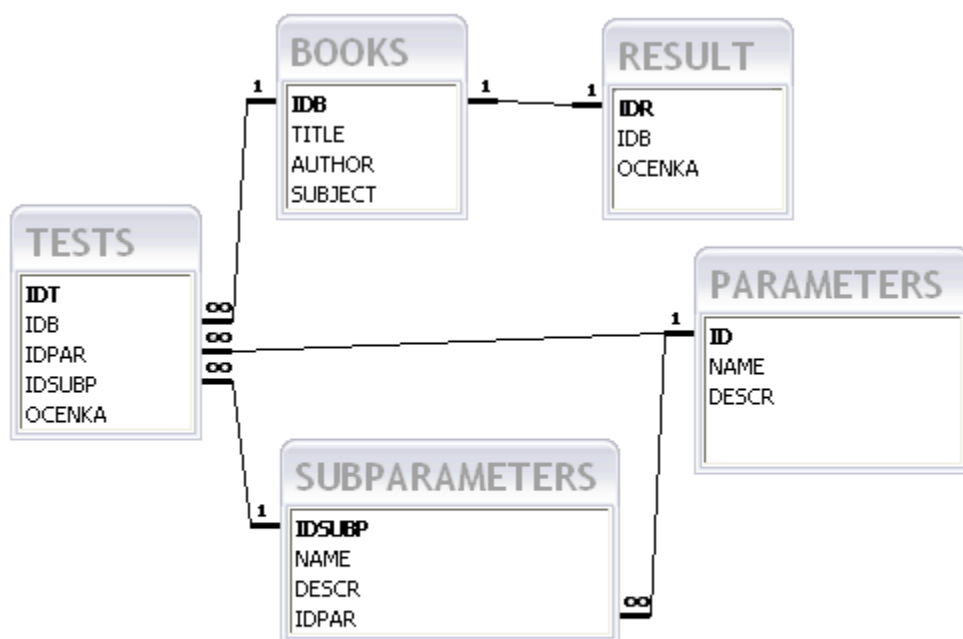 BOOKS
IDB
TITLE
AUTHOR
SUBJECT
1
1
RESULT
IDR
IDB
OCENKA
1
TESTS
IDT
IDB
IDPAR
IDSUBP
OCENKA
∞
∞
∞
PARAMETERS
ID
NAME
DESCR
1
SUBPARAMETERS
IDSUBP
NAME
DESCR
IDPAR
1
∞